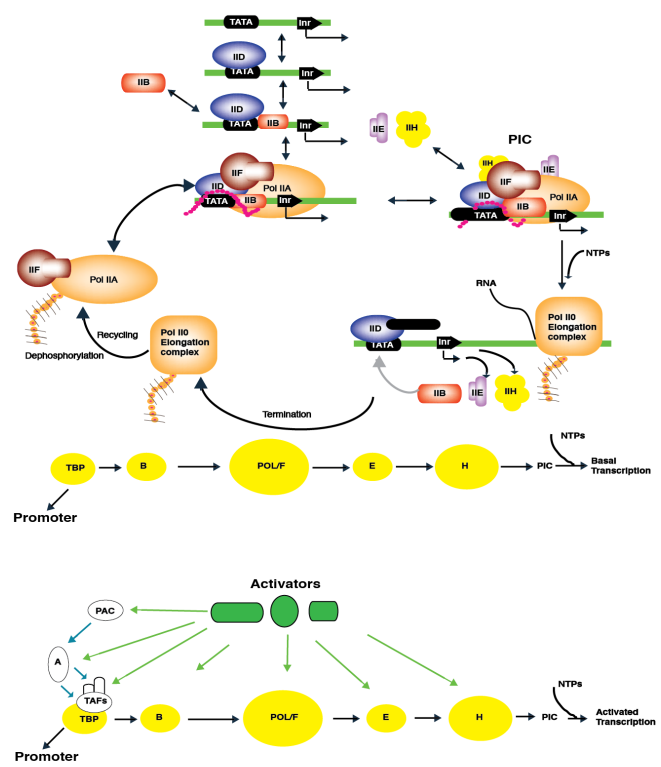 TATA Inr
IID
TATA Inr
IIB
IID
TATA IIB Inr
IIE IIH
PIC
IIF
IID Pol IIA
TATA IIB Inr
IIH IIE
IIF
IID
IIB Pol IIA
TATA Inr
NTPs
IIF
Pol IIA
RNA
Recycling
Dephosphorylation
Pol II0
Elongation
complex
IID
TATA
Inr
Pol II0
Elongation
complex
IIB IIE IIH
Termination
TBP B POL/F E H PIC
NTPs
Basal
Transcription
Promoter
Activators
PAC
A
TAFs
TBP B POL/F E H PIC
NTPs
Activated
Transcription
Promoter